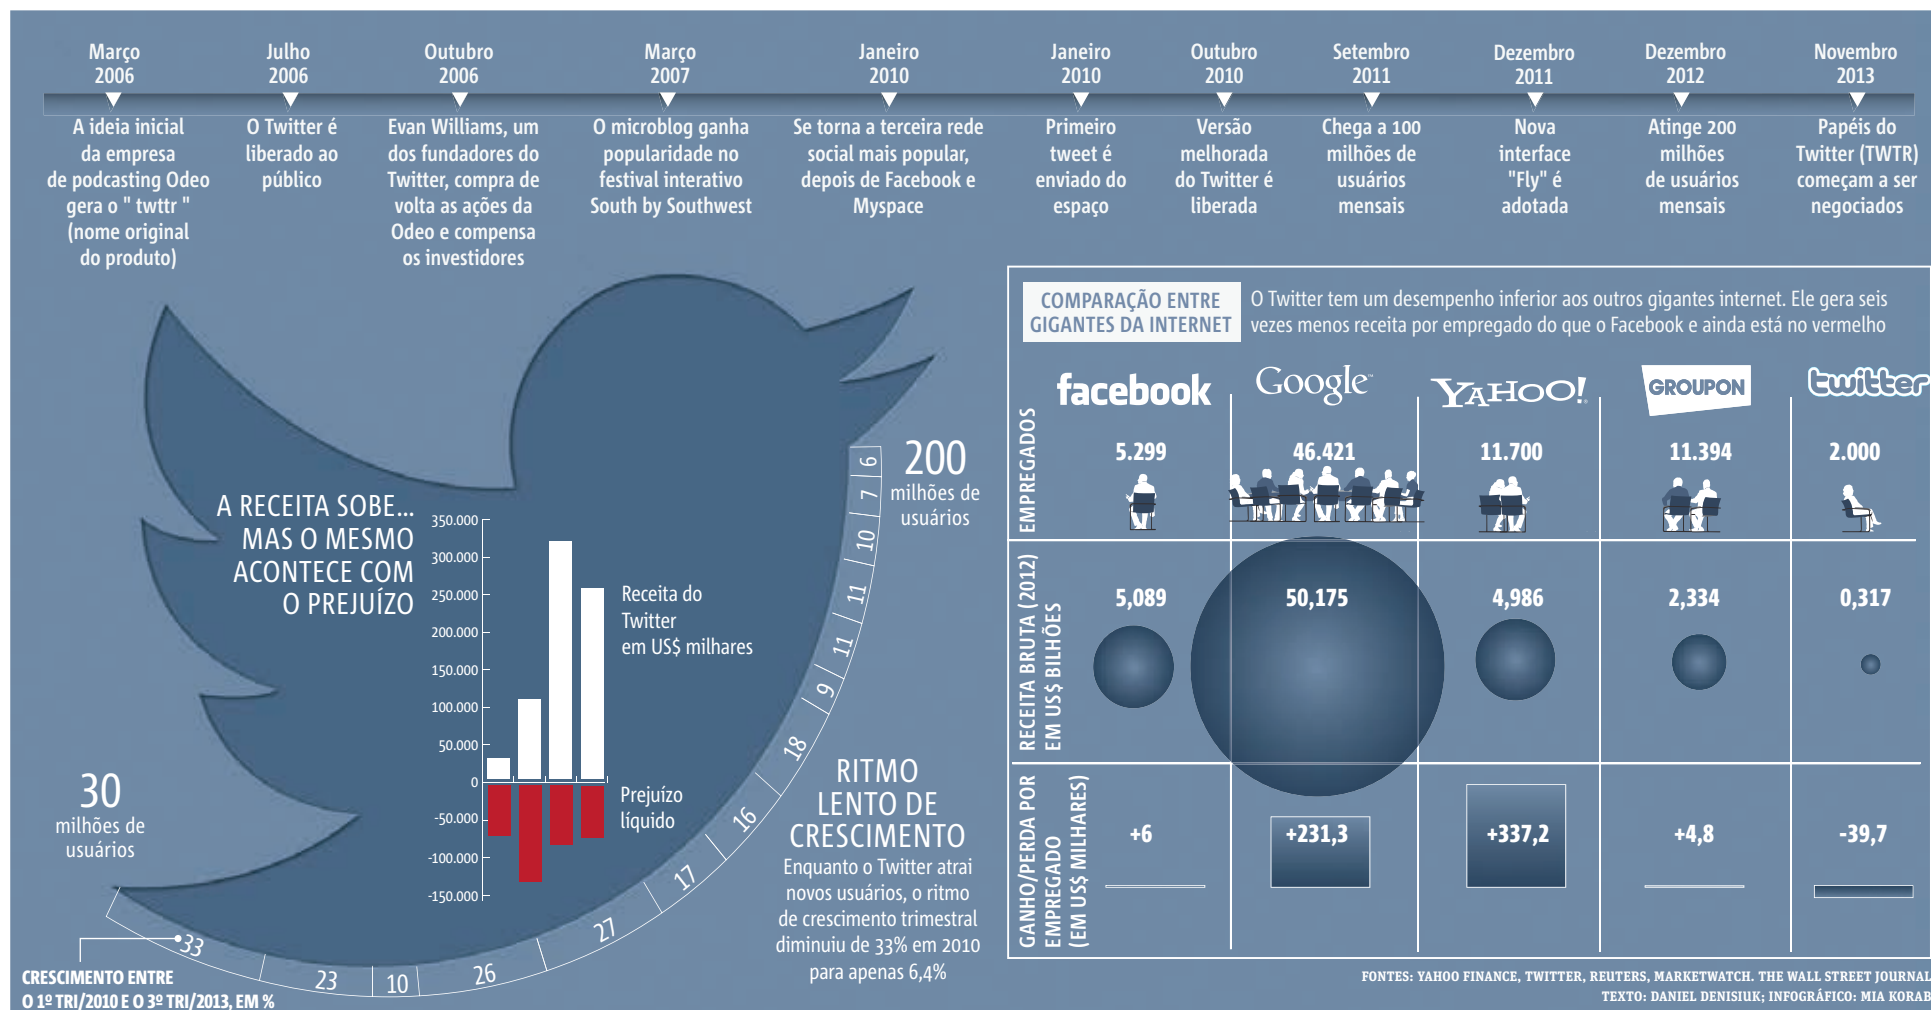 Março
2006
A ideia inicial
da empresa
de podcasting Odeo
gera o " twttr "
(nome original
do produto)
Julho
2006
O Twitter é
liberado ao
público
Outubro
2006
Evan Williams, um
dos fundadores do
Twitter, compra de
volta as ações da
Odeo e compensa
os investidores
Março
2007
O microblog ganha
popularidade no
festival interativo
South by Southwest
Janeiro
2010
Se torna a terceira rede
social mais popular,
depois de Facebook e
Myspace
Janeiro
2010
Primeiro
tweet é
enviado do
espaço
Outubro
2010
Versão
melhorada
do Twitter é
liberada
Setembro
2011
Chega a 100
milhões de
usuários
mensais
Dezembro
2011
Nova
interface
"Fly" é
adotada
Dezembro
2012
Atinge 200
milhões
de usuários
mensais
Novembro
2013
Papéis do
Twitter (TWTR)
começam a ser
negociados
A RECEITA SOBE...
MAS O MESMO
ACONTECE COM
O PREJUÍZO
350.000
300.000
250.000
200.000
150.000
100.000
50.000
0
-50.000
-100.000
-150.000
Receita do
Twitter
em US$ milhares
Prejuízo
líquido
30
milhões de
usuários
33
23
10
26
27
17
16
18
9
11
11
10
7
6
200
milhões de
usuários
CRESCIMENTO ENTRE
O 1º TRI/2010 E O 3º TRI/2013, EM %
RITMO
LENTO DE
CRESCIMENTO
Enquanto o Twitter atrai
novos usuários, o ritmo
de crescimento trimestral
diminuiu de 33% em 2010
para apenas 6,4%
COMPARAÇÃO ENTRE
GIGANTES DA INTERNET
O Twitter tem um desempenho inferior aos outros gigantes internet. Ele gera seis
vezes menos receita por empregado do que o Facebook e ainda está no vermelho
facebook
Google
YAHOO!
GROUPON
twitter
EMPREGADOS
5.299
46.421
11.700
11.394
2.000
RECEITA BRUTA (2012)
EM US$ BILHÕES
5,089
50,175
4,986
2,334
0,317
GANHO/PERDA POR
EMPREGADO
(EM US$ MILHARES)
+6
+231,3
+337,2
+4,8
-39,7
FONTES: YAHOO FINANCE, TWITTER, REUTERS, MARKETWATCH. THE WALL STREET JOURNAL
TEXTO: DANIEL DENISIUK; INFOGRÁFICO: MIA KORAB